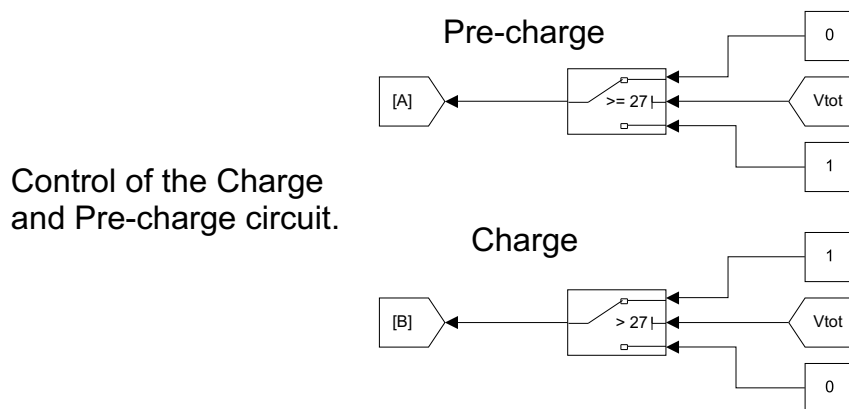 Pre-charge
0
[A]
>= 27
Vtot
1
Control of the Charge
and Pre-charge circuit.
Charge
1
[B]
> 27
Vtot
0